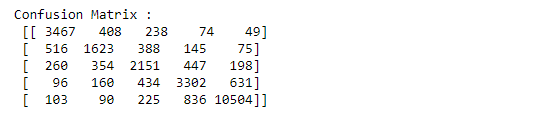 Confusion Matrix :
[[ 3467 408 238 74 49]
[ 516 1623 388 145 75]
[ 260 354 2151 447 198]
[ 96 160 434 3302 631]
[ 103 90 225 836 10504]]